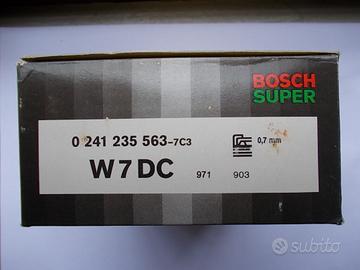 BOSCH
SUPER
0 241 235 563-7C3
0,7 mm
W7DC 971 903
subito